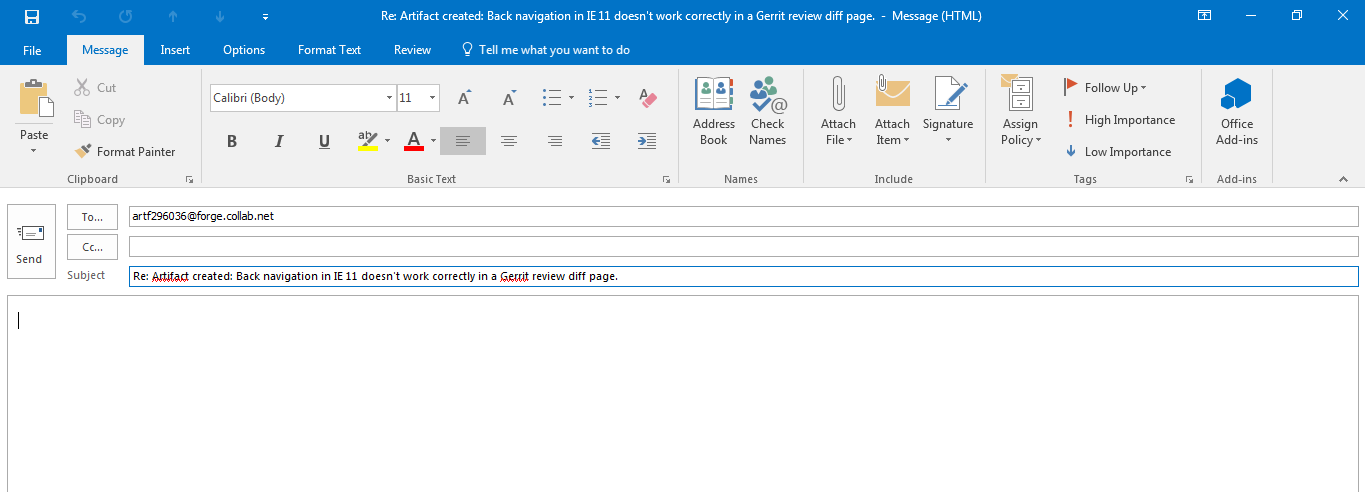 Re: Artifact created: Back navigation in IE 11 doesn't work correctly in a Gerrit review diff page. - Message (HTML)
File Message Insert Options Format Text Review Tell me what you want to do
Paste
Cut
Copy
Format Painter
Clipboard
Calibri (Body) 11 A A
B I U ab A
Basic Text
Address Book
Check Names
Names
Attach File
Attach Item
Signature
Include
Assign Policy
Follow Up
High Importance
Low Importance
Tags
Office Add-ins
Add-ins
Send
To... artf296036@forge.collab.net
Cc...
Subject Re: Artifact created: Back navigation in IE 11 doesn't work correctly in a Gerrit review diff page.